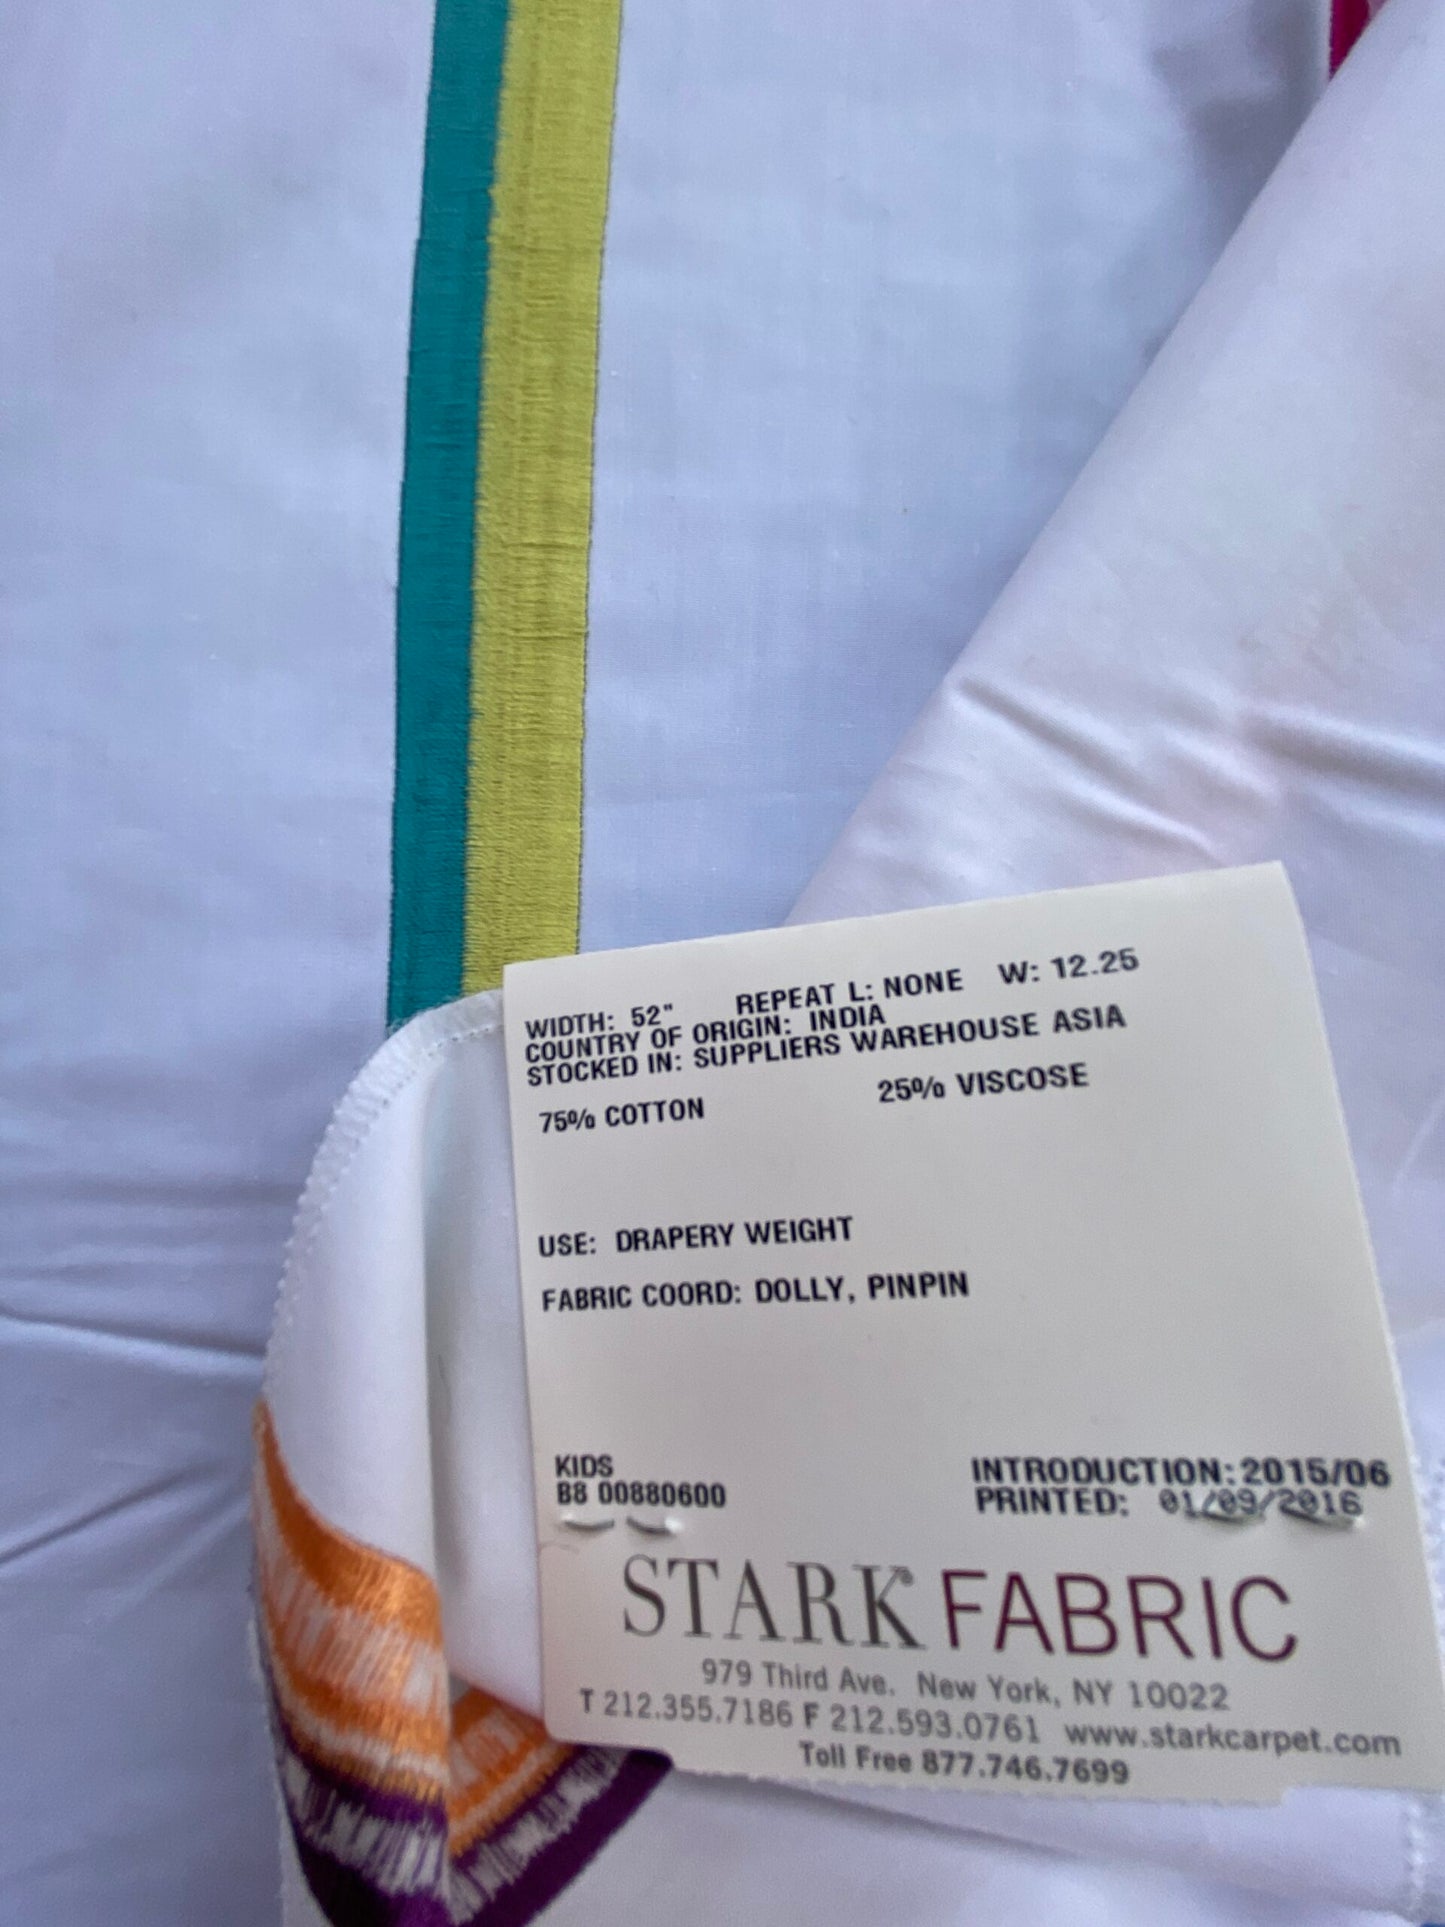 WIDTH: 52" REPEAT L: NONE W: 12.25
COUNTRY OF ORIGIN: INDIA
STOCKED IN: SUPPLIERS WAREHOUSE ASIA
75% COTTON 25% VISCOSE
USE: DRAPERY WEIGHT
FABRIC COORD: DOLLY, PINPIN
KIDS INTRODUCTION:2015/06
B8 00880600 PRINTED: 01/09/2016
STARK® FABRIC
979 Third Ave. New York, NY 10022
T 212.355.7186 F 212.593.0761 www.starkcarpet.com
Toll Free 877.746.7699